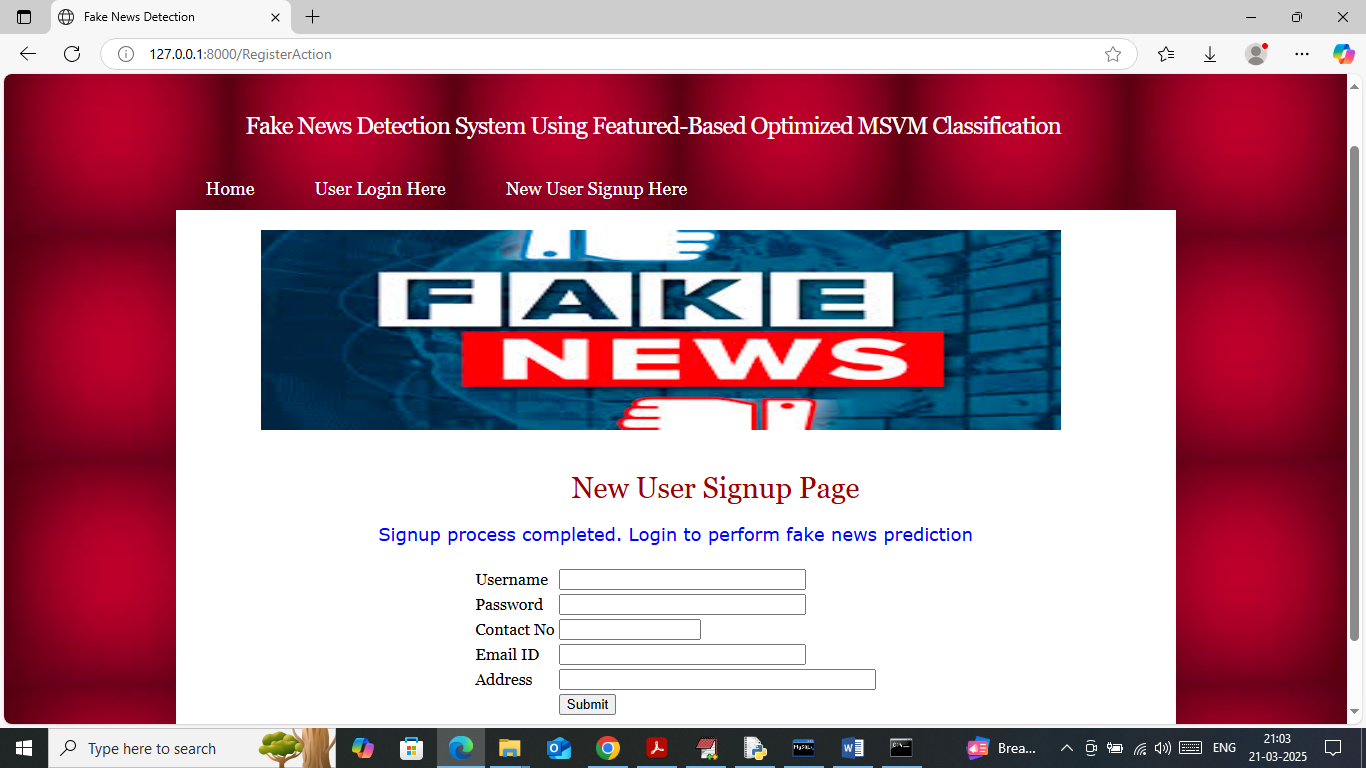 Fake News Detection
127.0.0.1:8000/RegisterAction
Fake News Detection System Using Featured-Based Optimized MSVM Classification
Home User Login Here New User Signup Here
FAKE
NEWS
New User Signup Page
Signup process completed. Login to perform fake news prediction
Username
Password
Contact No
Email ID
Address
Submit
Type here to search
Brea...
ENG
21:03
21-03-2025